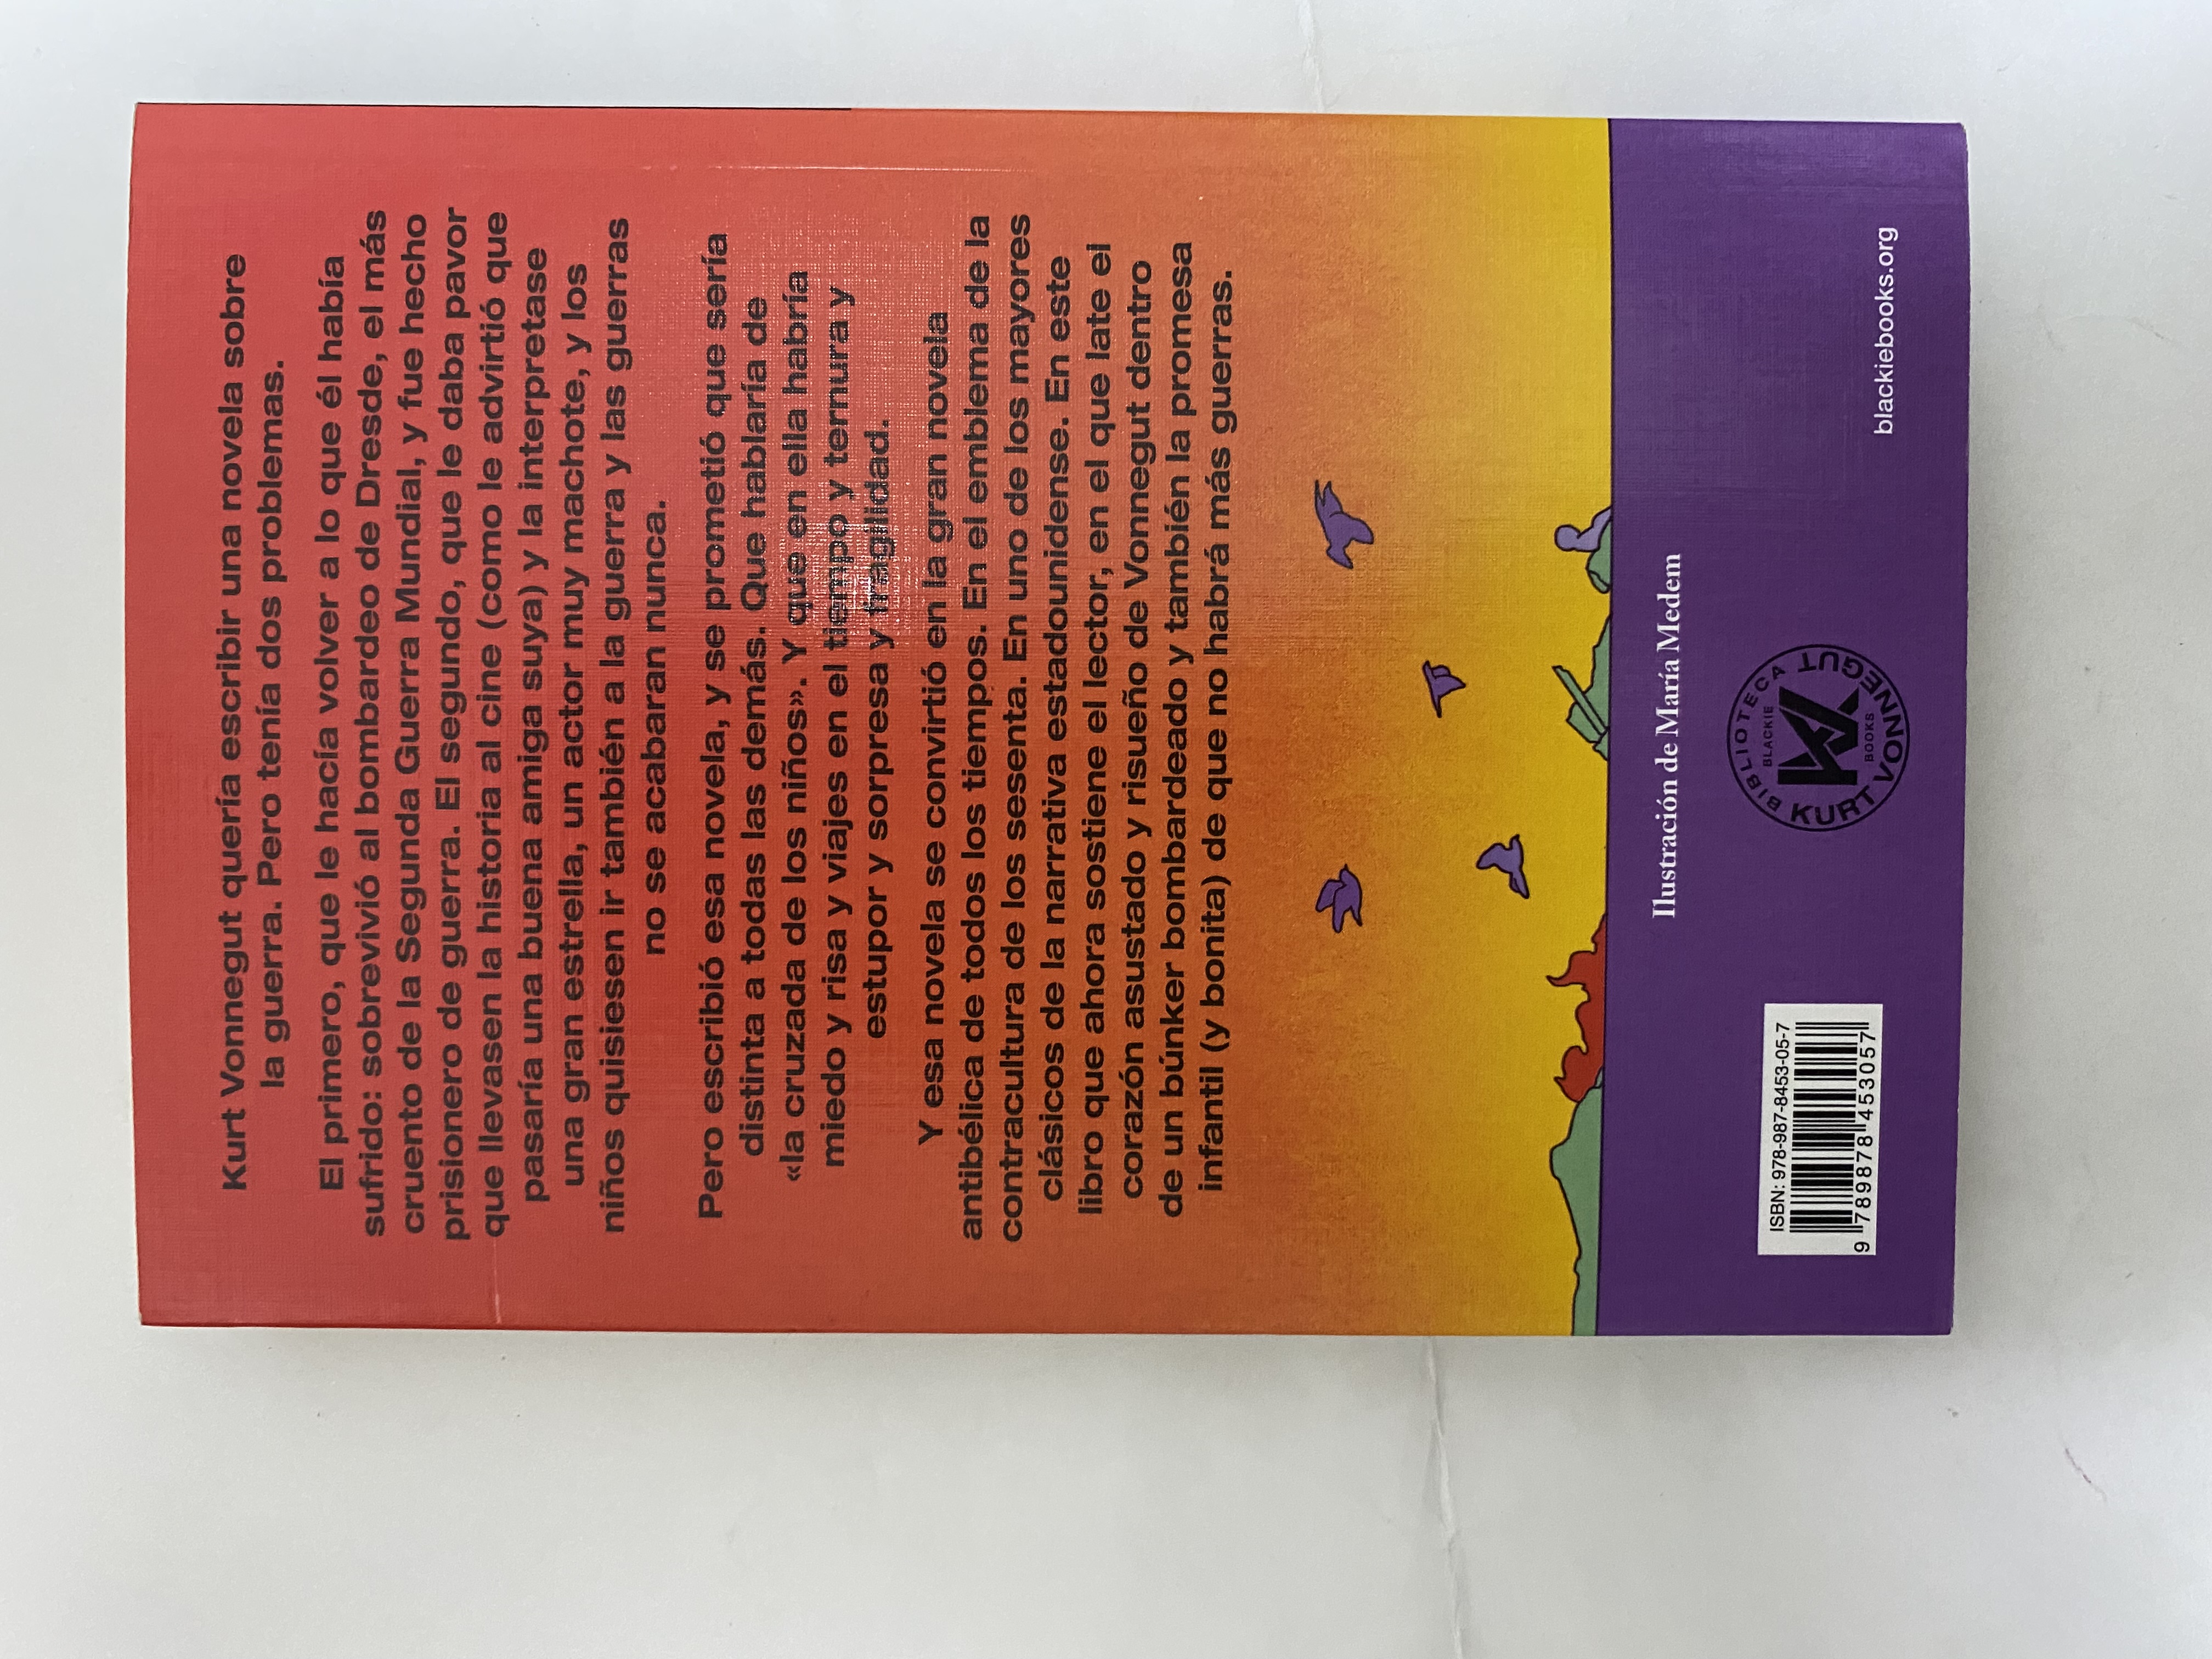 Kurt Vonnegut quería escribir una novela sobre
la guerra. Pero tenía dos problemas.
El primero, que le hacía volver a lo que él había
sufrido: sobrevivió al bombardeo de Dresde, el más
cruento de la Segunda Guerra Mundial, y fue hecho
prisionero de guerra. El segundo, que le daba pavor
que llevasen la historia al cine (como le advirtió que
pasaría una buena amiga suya) y la interpretase
una gran estrella, un actor muy machote, y los
niños quisiesen ir también a la guerra y las guerras
no se acabaran nunca.
Pero escribió esa novela, y se prometió que sería
distinta a todas las demás. Que hablaría de
«la cruzada de los niños». Y que en ella habría
miedo y risa y viajes en el tiempo y ternura y
estupor y sorpresa y fragilidad.
Y esa novela se convirtió en la gran novela
antibélica de todos los tiempos. En el emblema de la
contracultura de los sesenta. En uno de los mayores
clásicos de la narrativa estadounidense. En este
libro que ahora sostiene el lector, en el que late el
corazón asustado y risueño de Vonnegut dentro
de un búnker bombardeado y también la promesa
infantil (y bonita) de que no habrá más guerras.
Ilustración de María Medem
ISBN: 978-987-8453-05-7
9 789878 453057
BIBLIOTECA
BLACKIE
KV
BOOKS
KURT VONNEGUT
blackiebooks.org